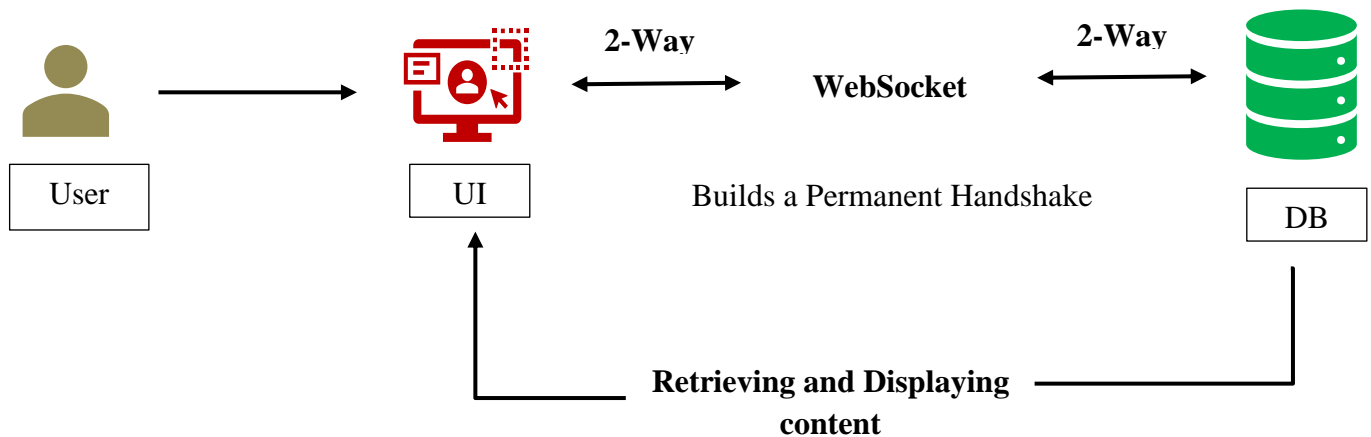 2-Way
2-Way
WebSocket
User
UI
Builds a Permanent Handshake
DB
Retrieving and Displaying
content